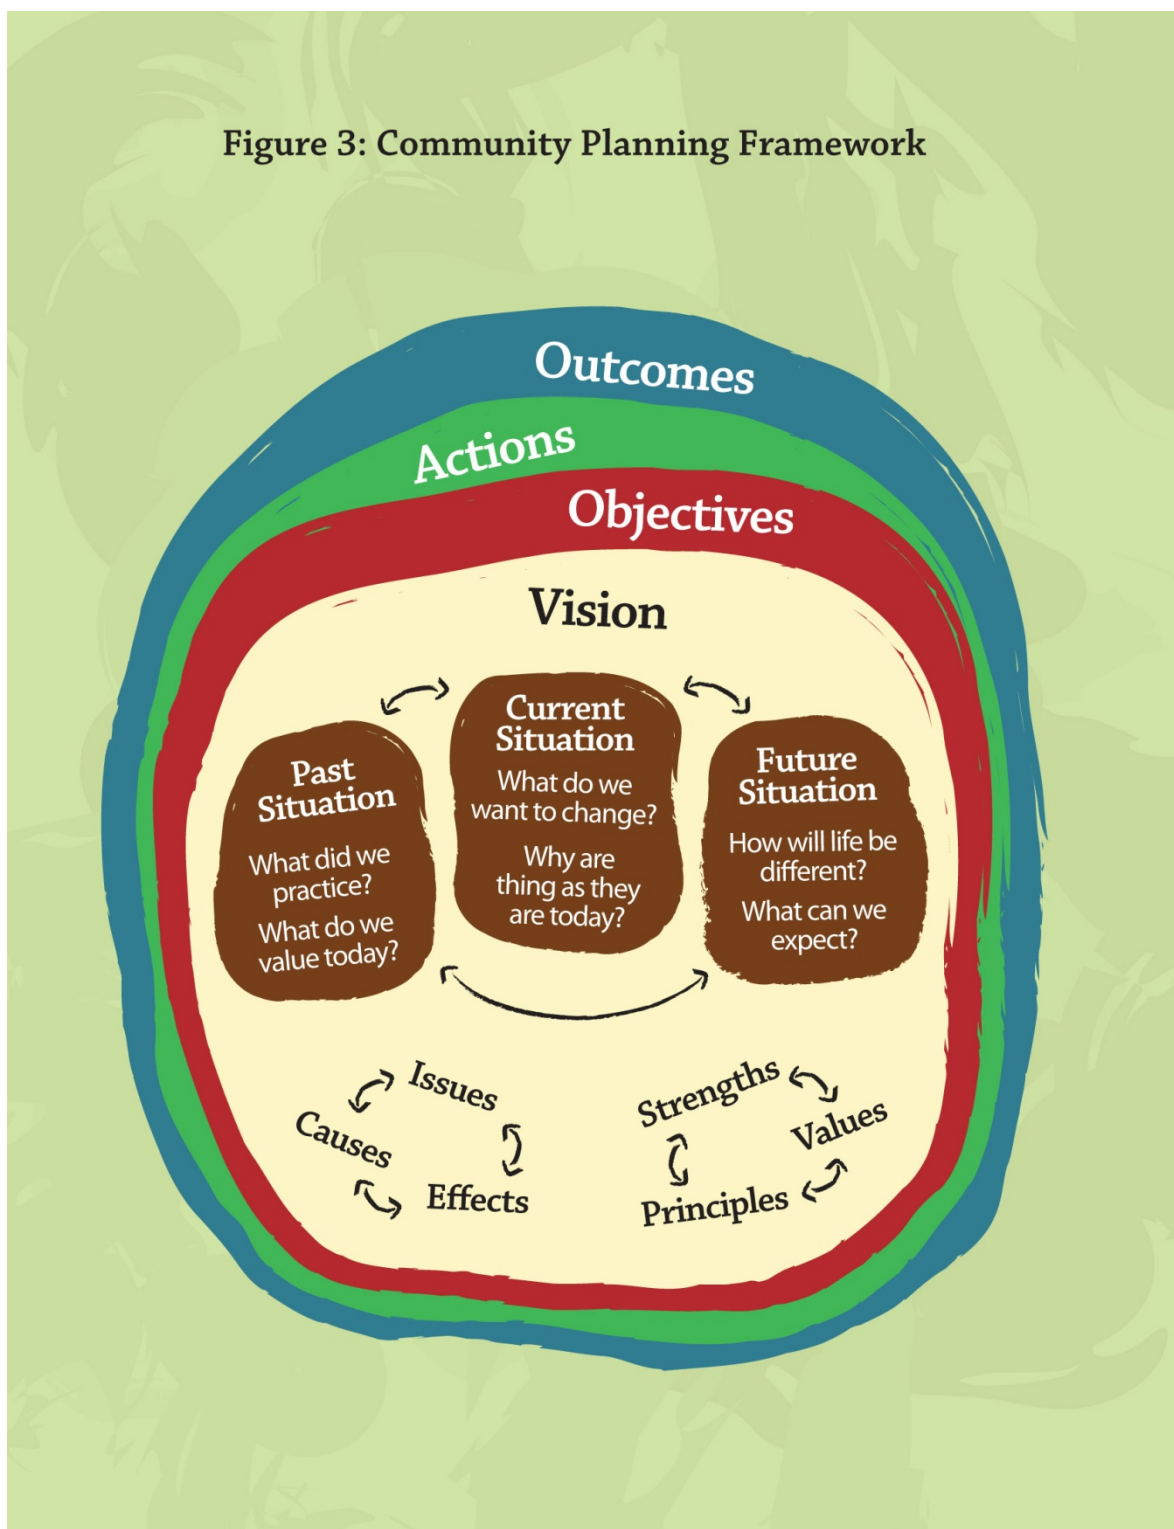 Figure 3: Community Planning Framework
Outcomes
Actions
Objectives
Vision
Past
Situation
What did we
practice?
What do we
value today?
Current
Situation
What do we
want to change?
Why are
thing as they
are today?
Future
Situation
How will life be
different?
What can we
expect?
Issues
Causes
Effects
Strengths
Values
Principles